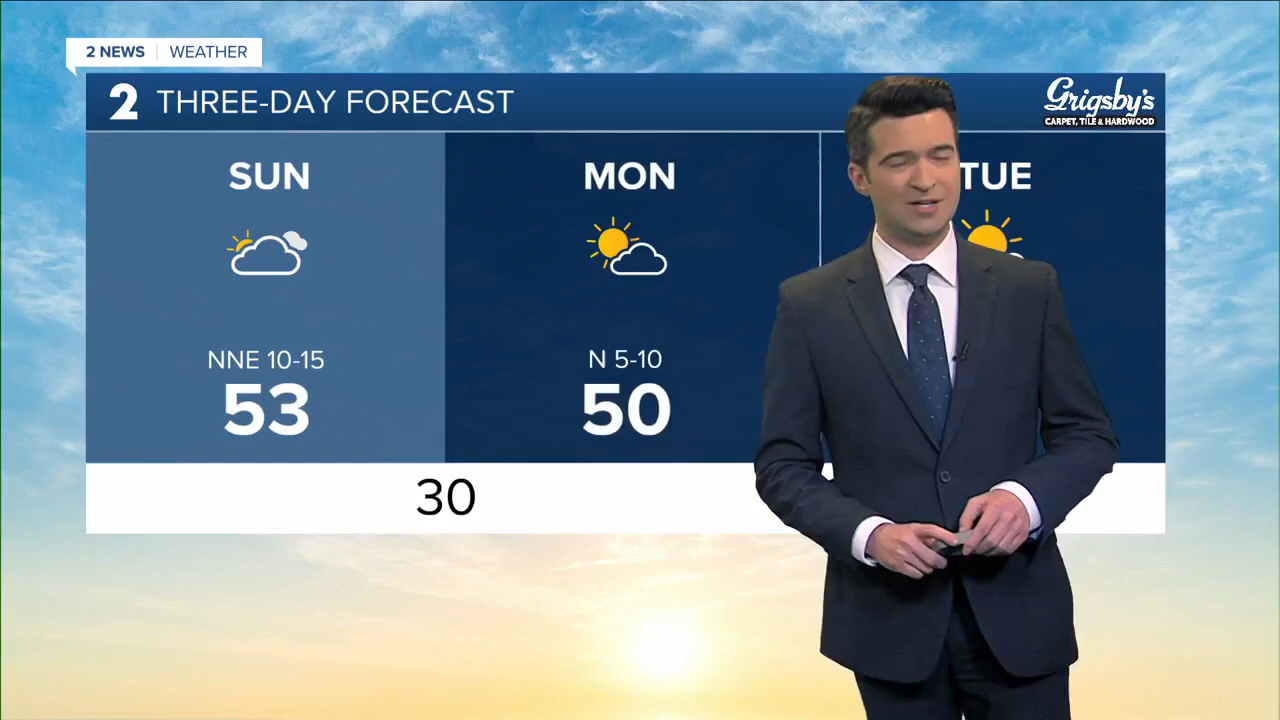 2 NEWS | WEATHER
2 THREE-DAY FORECAST
Grigsby's
CARPET, TILE & HARDWOOD
SUN
MON
TUE
NNE 10-15
N 5-10
53
50
30